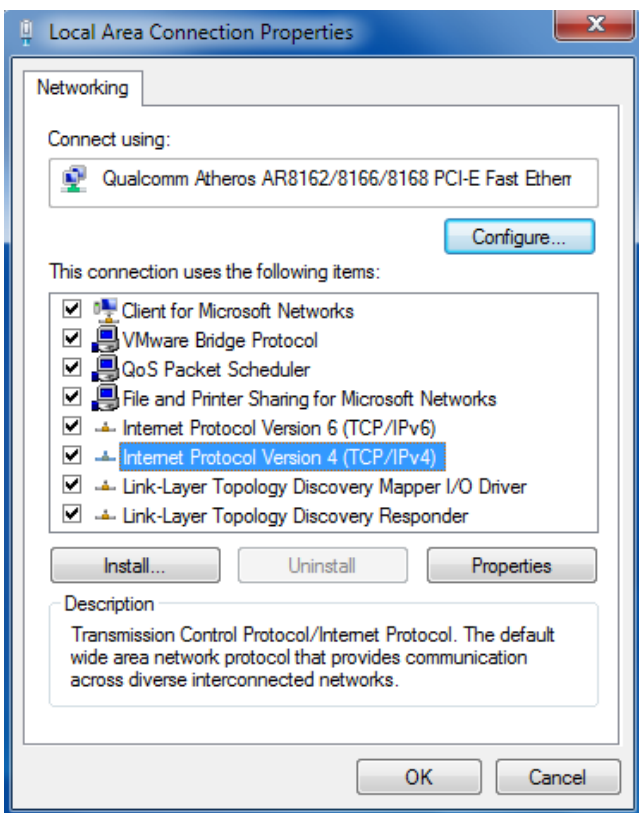 Local Area Connection Properties
Networking
Connect using:
Qualcomm Atheros AR8162/8166/8168 PCI-E Fast Ethern
Configure...
This connection uses the following items:
Client for Microsoft Networks
VMware Bridge Protocol
QoS Packet Scheduler
File and Printer Sharing for Microsoft Networks
Internet Protocol Version 6 (TCP/IPv6)
Internet Protocol Version 4 (TCP/IPv4)
Link-Layer Topology Discovery Mapper I/O Driver
Link-Layer Topology Discovery Responder
Install... Uninstall Properties
Description
Transmission Control Protocol/Internet Protocol. The default
wide area network protocol that provides communication
across diverse interconnected networks.
OK Cancel